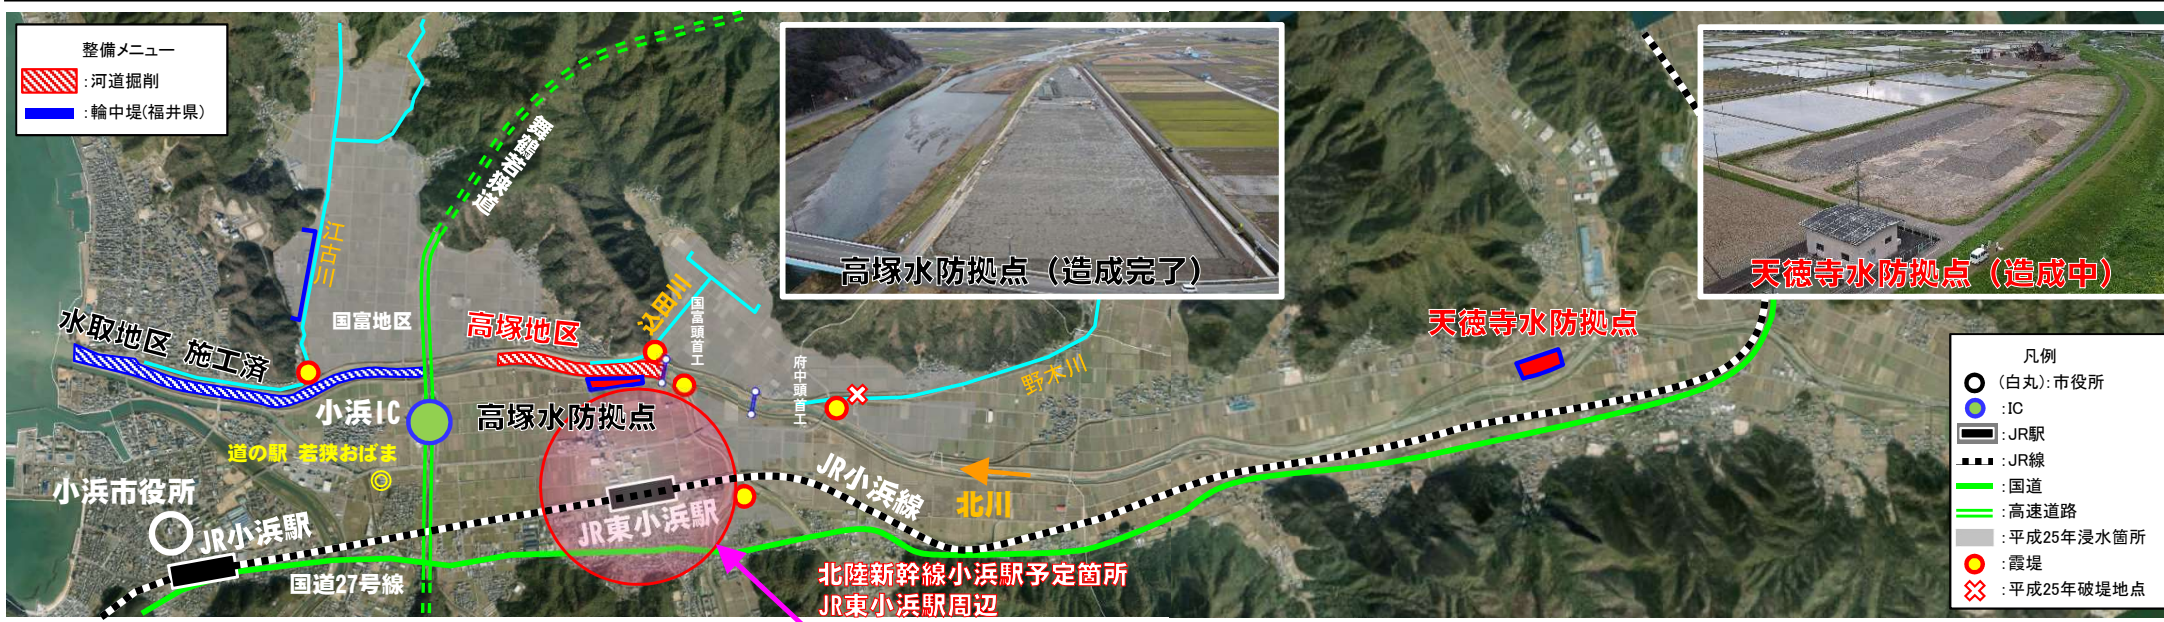 整備メニュー
:河道掘削
:輪中堤(福井県)
舞鶴若狭道
江古川
国富地区
水取地区 施工済
高塚地区
込田川
国富頭首工
府中頭首工
野木川
高塚水防拠点（造成完了）
天徳寺水防拠点（造成中）
天徳寺水防拠点
小浜IC
高塚水防拠点
道の駅 若狭おばま
小浜市役所
JR小浜駅
JR東小浜駅
JR小浜線
北川
国道27号線
北陸新幹線小浜駅予定箇所
JR東小浜駅周辺
凡例
(白丸):市役所
:IC
:JR駅
:JR線
:国道
:高速道路
:平成25年浸水箇所
:霞堤
:平成25年破堤地点